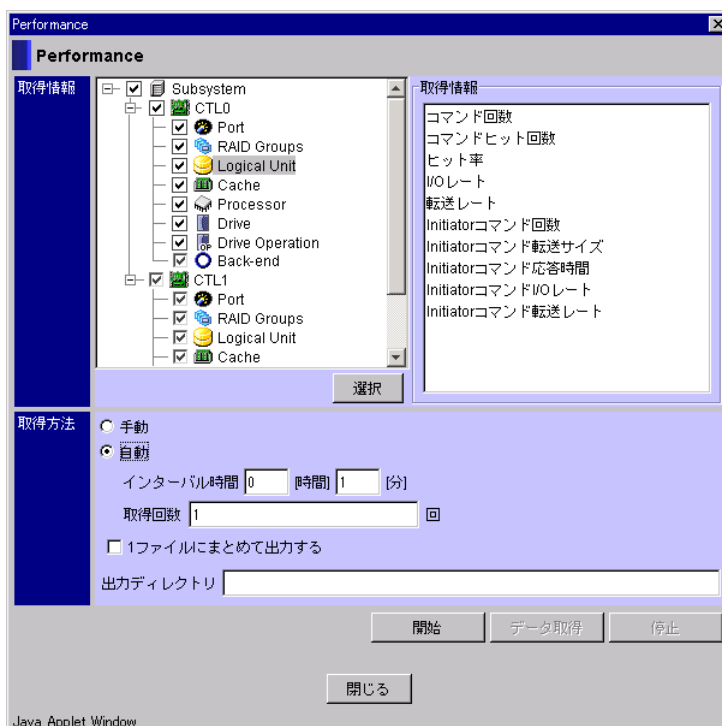 Performance
Performance
取得情報
Subsystem
CTL0
Port
RAID Groups
Logical Unit
Cache
Processor
Drive
Drive Operation
Back-end
CTL1
Port
RAID Groups
Logical Unit
Cache
選択
取得情報
コマンド回数
コマンドヒット回数
ヒット率
I/Oレート
転送レート
Initiatorコマンド回数
Initiatorコマンド転送サイズ
Initiatorコマンド応答時間
InitiatorコマンドI/Oレート
Initiatorコマンド転送レート
取得方法
手動
自動
インターバル時間 0 [時間] 1 [分]
取得回数 1 回
1ファイルにまとめて出力する
出力ディレクトリ
開始 データ取得 停止
閉じる
Java Applet Window